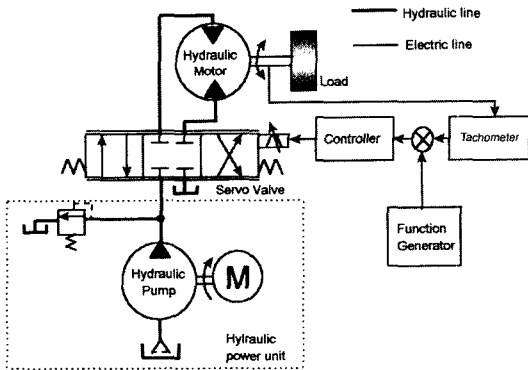 Hydraulic line
Electric line
Hydraulic
Motor
Load
Controller
Tachometer
Servo Valve
Function
Generator
Hydraulic
Pump
M
Hylraulic
power unit